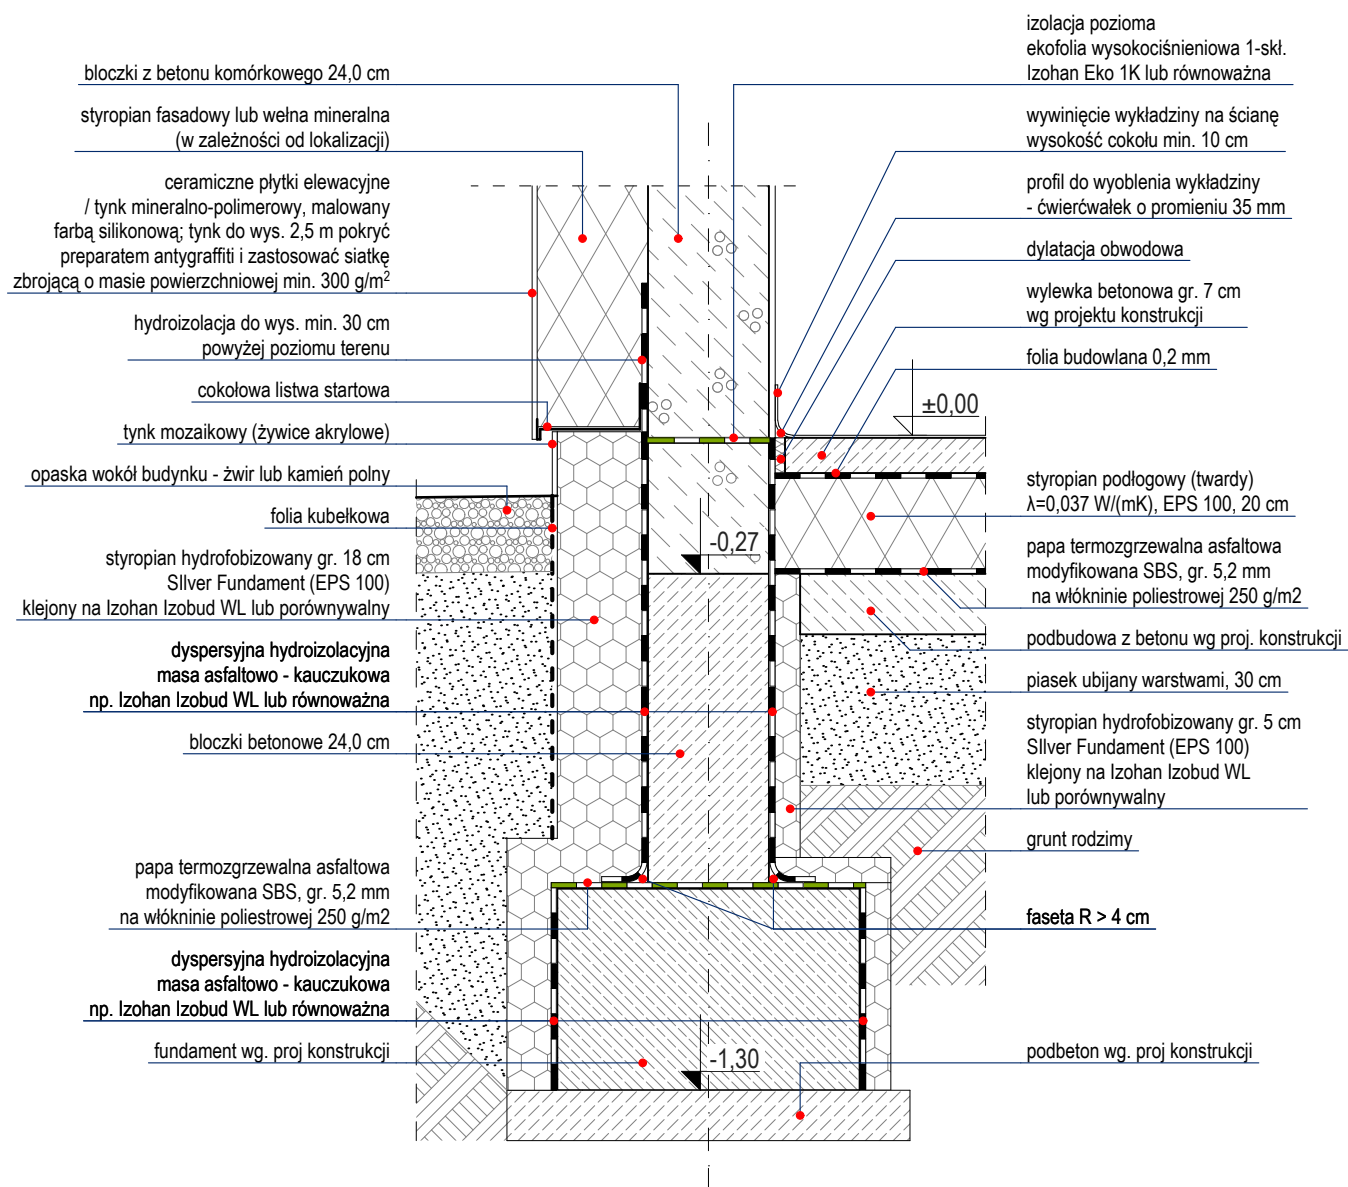 bloczki z betonu komórkowego 24,0 cm
styropian fasadowy lub wełna mineralna
(w zależności od lokalizacji)
ceramiczne płytki elewacyjne
/ tynk mineralno-polimerowy, malowany
farbą silikonową; tynk do wys. 2,5 m pokryć
preparatem antygraffiti i zastosować siatkę
zbrojącą o masie powierzchniowej min. 300 g/m²
hydroizolacja do wys. min. 30 cm
powyżej poziomu terenu
cokołowa listwa startowa
tynk mozaikowy (żywice akrylowe)
opaska wokół budynku - żwir lub kamień polny
folia kubełkowa
styropian hydrofobizowany gr. 18 cm
SIlver Fundament (EPS 100)
klejony na Izohan Izobud WL lub porównywalny
dyspersyjna hydroizolacyjna
masa asfaltowo - kauczukowa
np. Izohan Izobud WL lub równoważna
bloczki betonowe 24,0 cm
papa termozgrzewalna asfaltowa
modyfikowana SBS, gr. 5,2 mm
na włókninie poliestrowej 250 g/m2
dyspersyjna hydroizolacyjna
masa asfaltowo - kauczukowa
np. Izohan Izobud WL lub równoważna
fundament wg. proj konstrukcji
-0,27
-1,30
±0,00
izolacja pozioma
ekofolia wysokociśnieniowa 1-skł.
Izohan Eko 1K lub równoważna
wywinięcie wykładziny na ścianę
wysokość cokołu min. 10 cm
profil do wyoblenia wykładziny
- ćwierćwałek o promieniu 35 mm
dylatacja obwodowa
wylewka betonowa gr. 7 cm
wg projektu konstrukcji
folia budowlana 0,2 mm
styropian podłogowy (twardy)
λ=0,037 W/(mK), EPS 100, 20 cm
papa termozgrzewalna asfaltowa
modyfikowana SBS, gr. 5,2 mm
na włókninie poliestrowej 250 g/m2
podbudowa z betonu wg proj. konstrukcji
piasek ubijany warstwami, 30 cm
styropian hydrofobizowany gr. 5 cm
SIlver Fundament (EPS 100)
klejony na Izohan Izobud WL
lub porównywalny
grunt rodzimy
faseta R > 4 cm
podbeton wg. proj konstrukcji